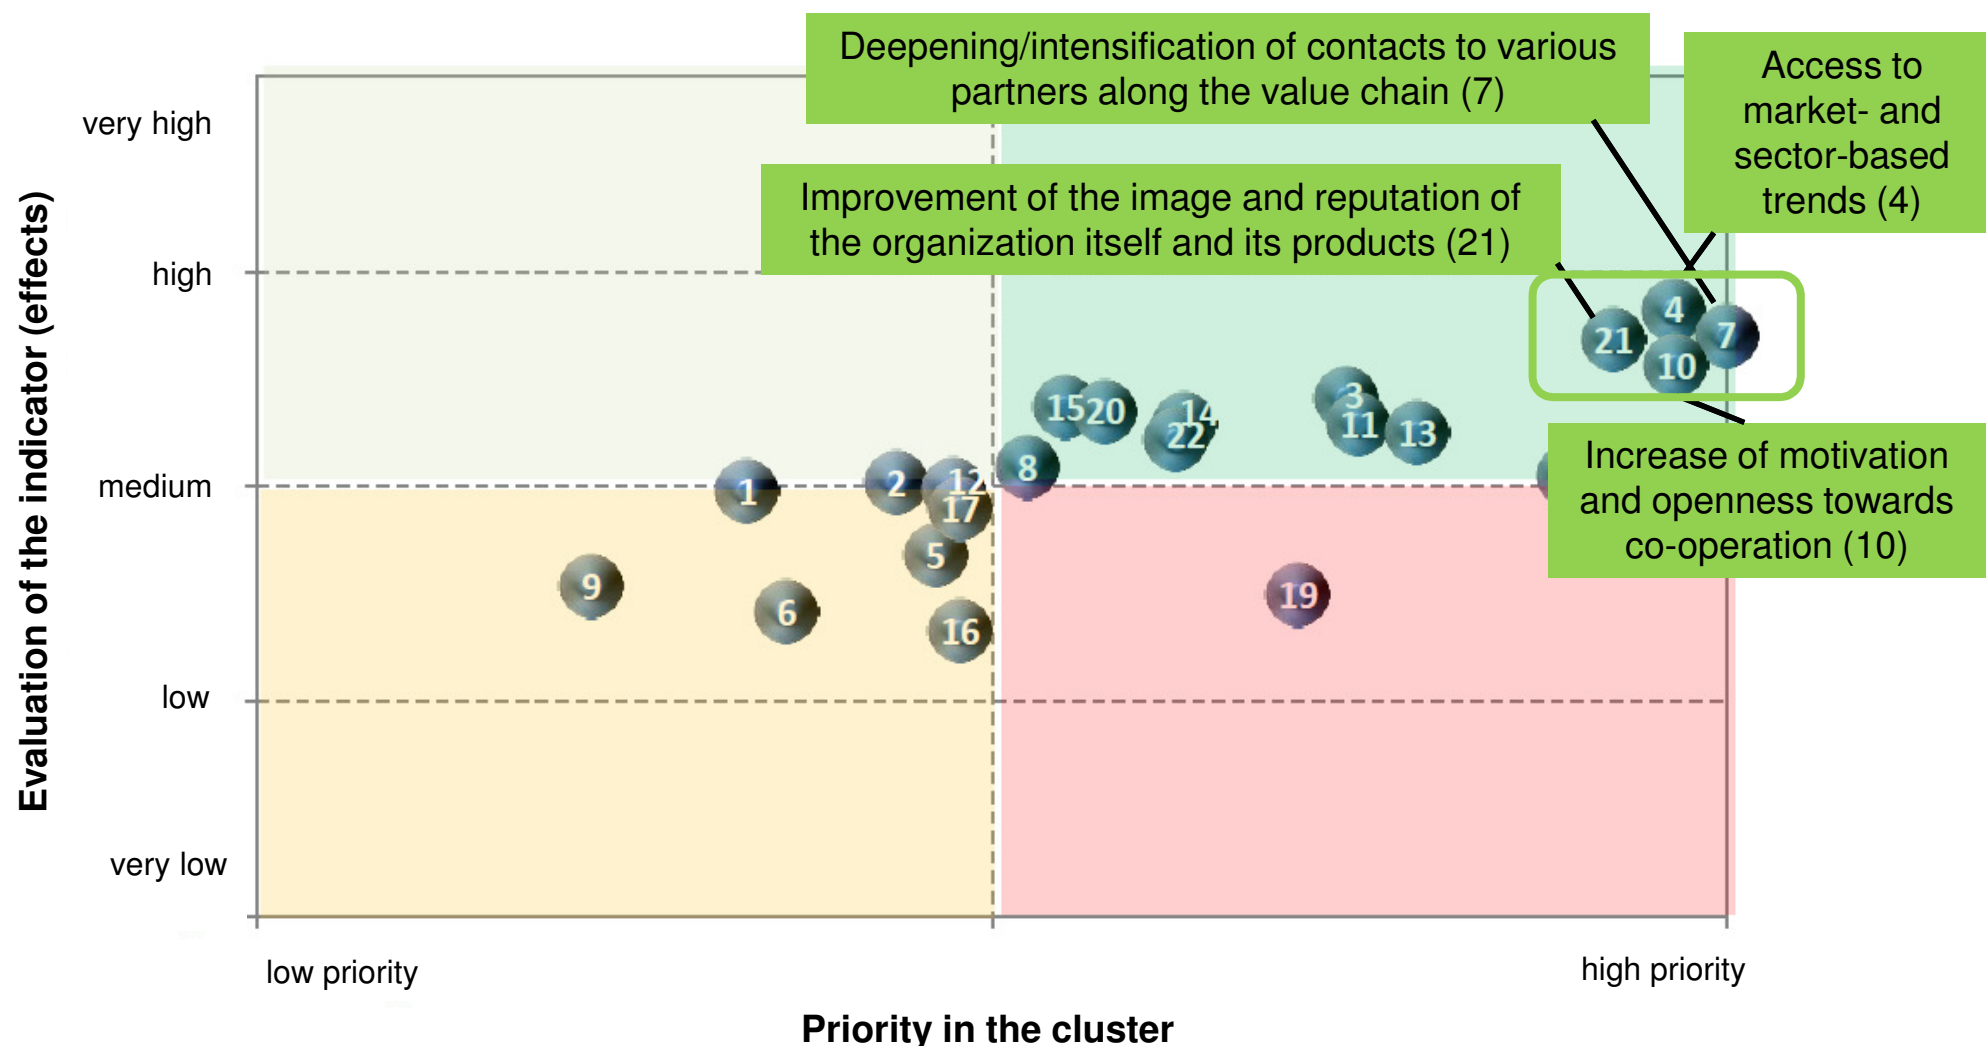 Deepening/intensification of contacts to various
partners along the value chain (7)
Access to
market- and
sector-based
trends (4)
very high
Improvement of the image and reputation of
the organization itself and its products (21)
high
4
21
7
10
3
15
20
14
11
13
22
8
medium
1
2
12
17
5
Increase of motivation
and openness towards
co-operation (10)
9
6
16
19
low
very low
Evaluation of the indicator (effects)
low priority
high priority
Priority in the cluster